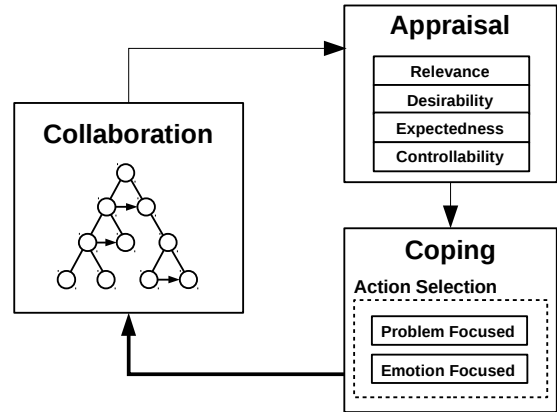 Appraisal
Relevance
Desirability
Expectedness
Controllability
Collaboration
Coping
Action Selection
Problem Focused
Emotion Focused